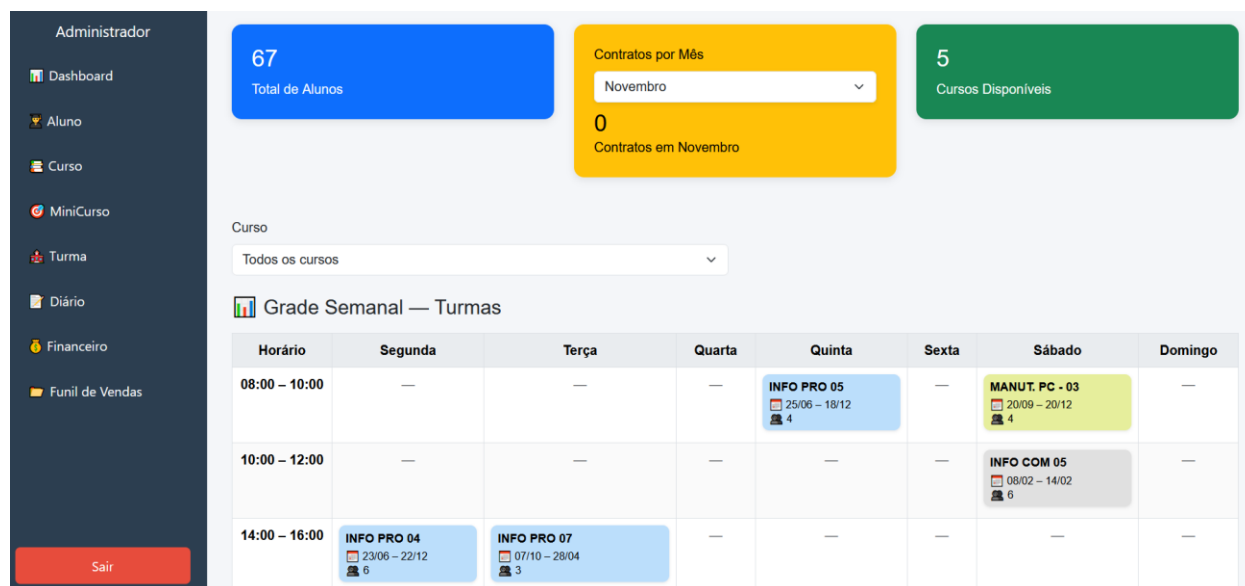 Administrador
Dashboard
Aluno
Curso
MiniCurso
Turma
Diário
Financeiro
Funil de Vendas
Sair
67
Total de Alunos
Contratos por Mês
Novembro
0
Contratos em Novembro
5
Cursos Disponíveis
Curso
Todos os cursos
Grade Semanal — Turmas
Horário Segunda Terça Quarta Quinta Sexta Sábado Domingo
08:00 – 10:00 — — — INFO PRO 05 — MANUT. PC - 03 —
25/06 – 18/12 20/09 – 20/12
4 4
10:00 – 12:00 — — — — — INFO COM 05 —
08/02 – 14/02
6
14:00 – 16:00 INFO PRO 04 INFO PRO 07 — — — — —
23/06 – 22/12 07/10 – 28/04
6 3